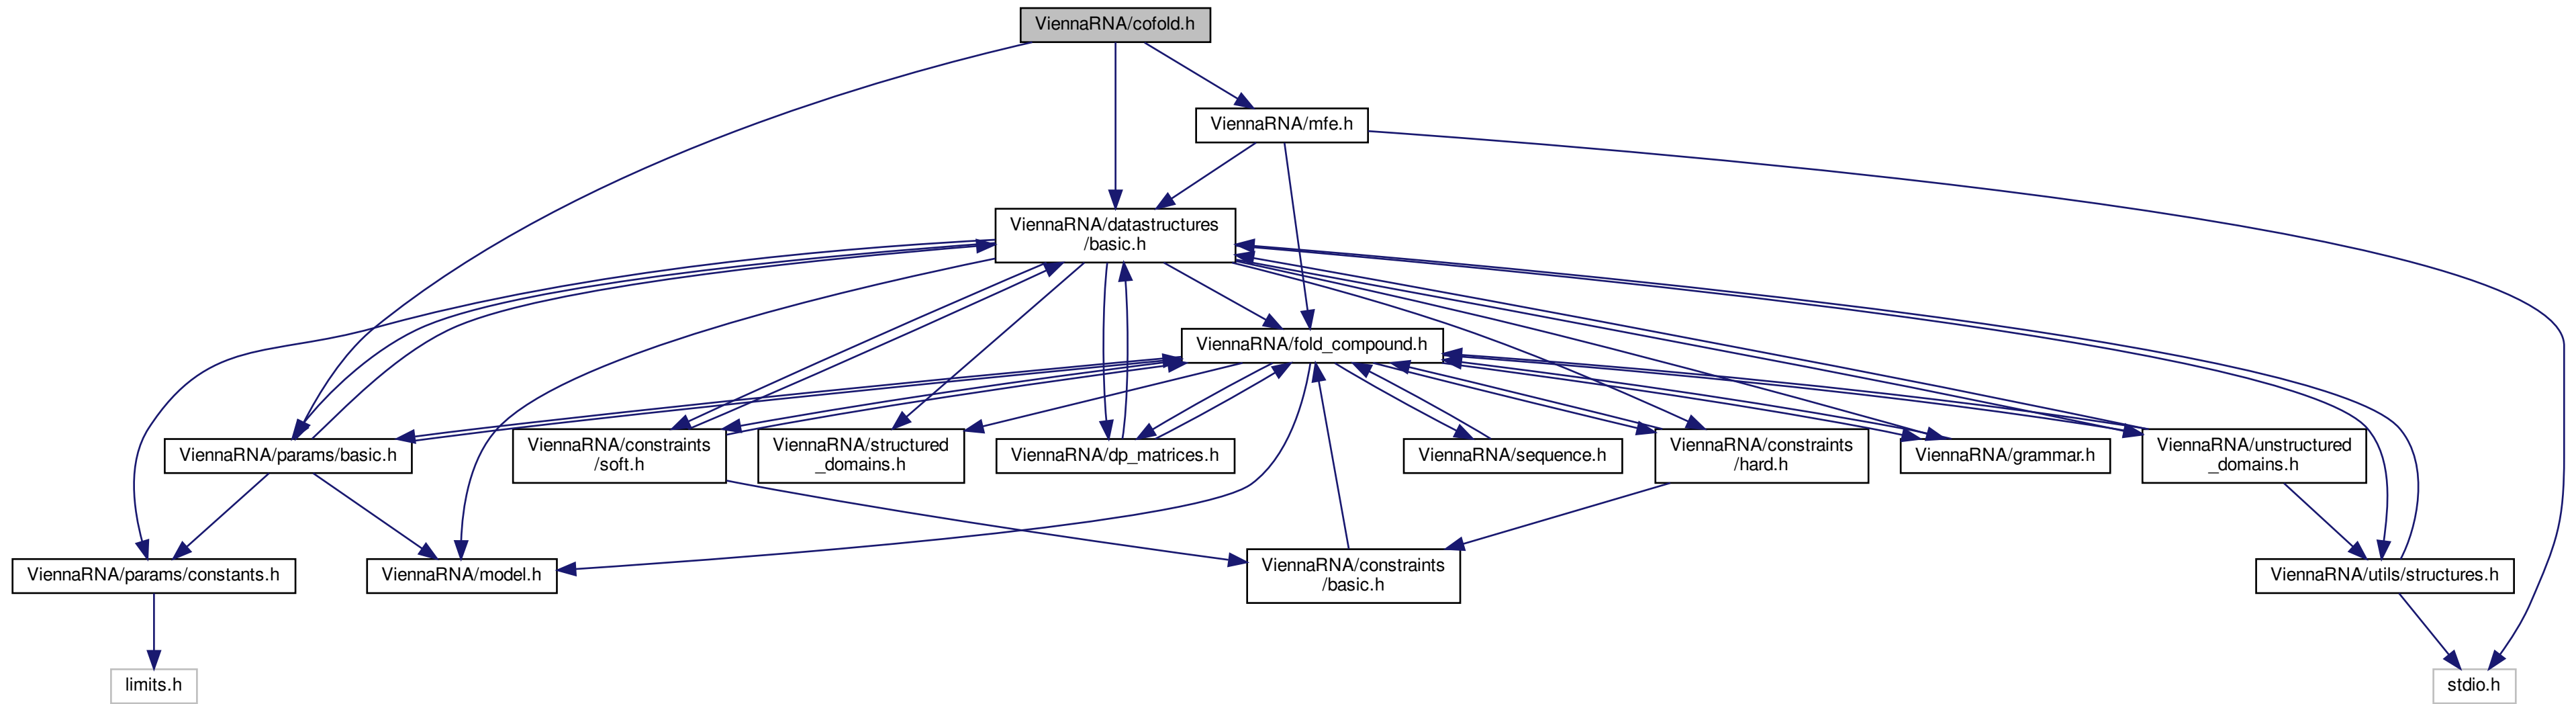 ViennaRNA/cofold.h
ViennaRNA/mfe.h
ViennaRNA/datastructures
/basic.h
ViennaRNA/fold_compound.h
ViennaRNA/params/basic.h
ViennaRNA/constraints
/soft.h
ViennaRNA/structured
_domains.h
ViennaRNA/dp_matrices.h
ViennaRNA/sequence.h
ViennaRNA/constraints
/hard.h
ViennaRNA/grammar.h
ViennaRNA/unstructured
_domains.h
ViennaRNA/params/constants.h
ViennaRNA/model.h
ViennaRNA/constraints
/basic.h
ViennaRNA/utils/structures.h
limits.h
stdio.h